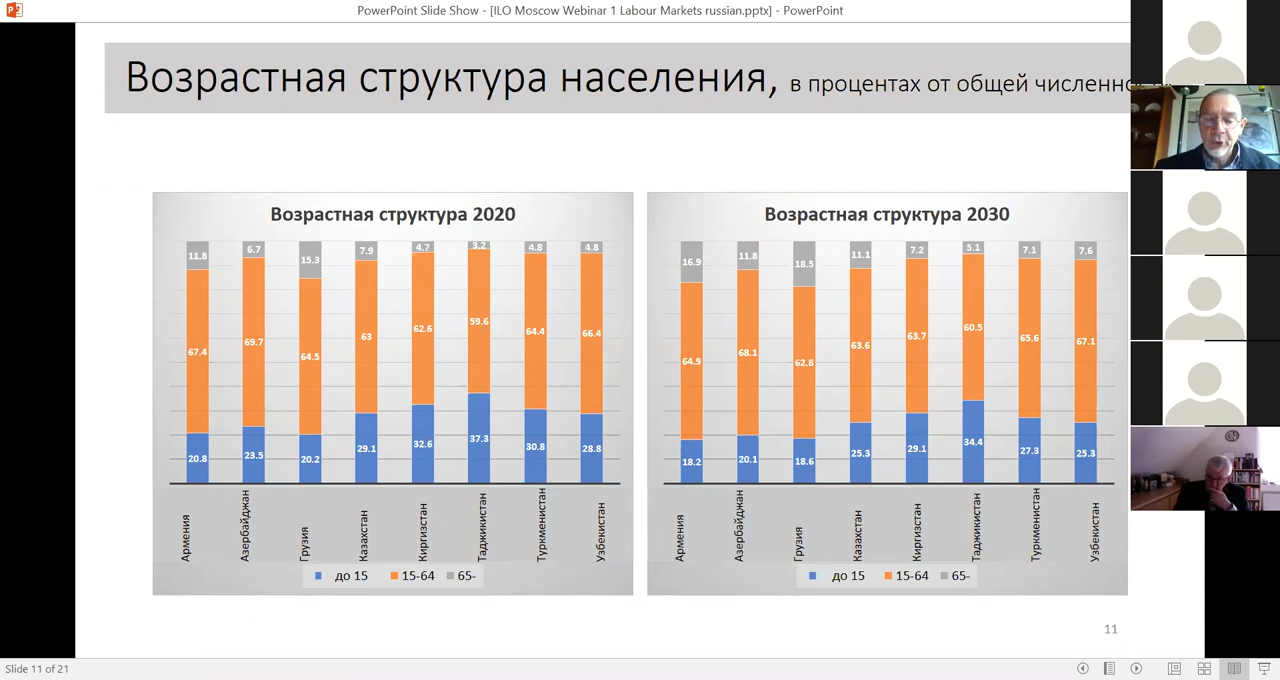 PowerPoint Slide Show - [ILO Moscow Webinar 1 Labour Markets russian.pptx] - PowerPoint
Возрастная структура населения, в процентах от общей
Возрастная структура 2020
11.8 6.7 15.3 7.9 4.7 3.2 4.8 4.8
67.4 69.7 64.5 63 62.6 59.6 64.4 66.4
20.8 23.5 20.2 29.1 32.6 37.3 30.8 28.8
Армения Азербайджан Грузия Казахстан Киргизстан Таджикистан Туркменистан Узбекистан
до 15 15-64 65-
Возрастная структура 2030
16.9 11.8 18.5 11.1 7.2 5.1 7.1 7.6
64.9 68.1 62.8 63.6 63.7 60.5 65.6 67.1
18.2 20.1 18.6 25.3 29.1 34.4 27.3 25.3
Армения Азербайджан Грузия Казахстан Киргизстан Таджикистан Туркменистан Узбекистан
до 15 15-64 65-
11
Slide 11 of 21